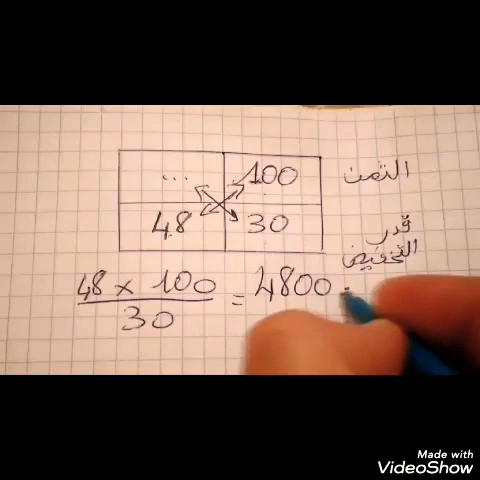 ... 100 الثمن
48 30 قدر
التخفيض
48 × 100 = 4800 :
30
Made with
VideoShow